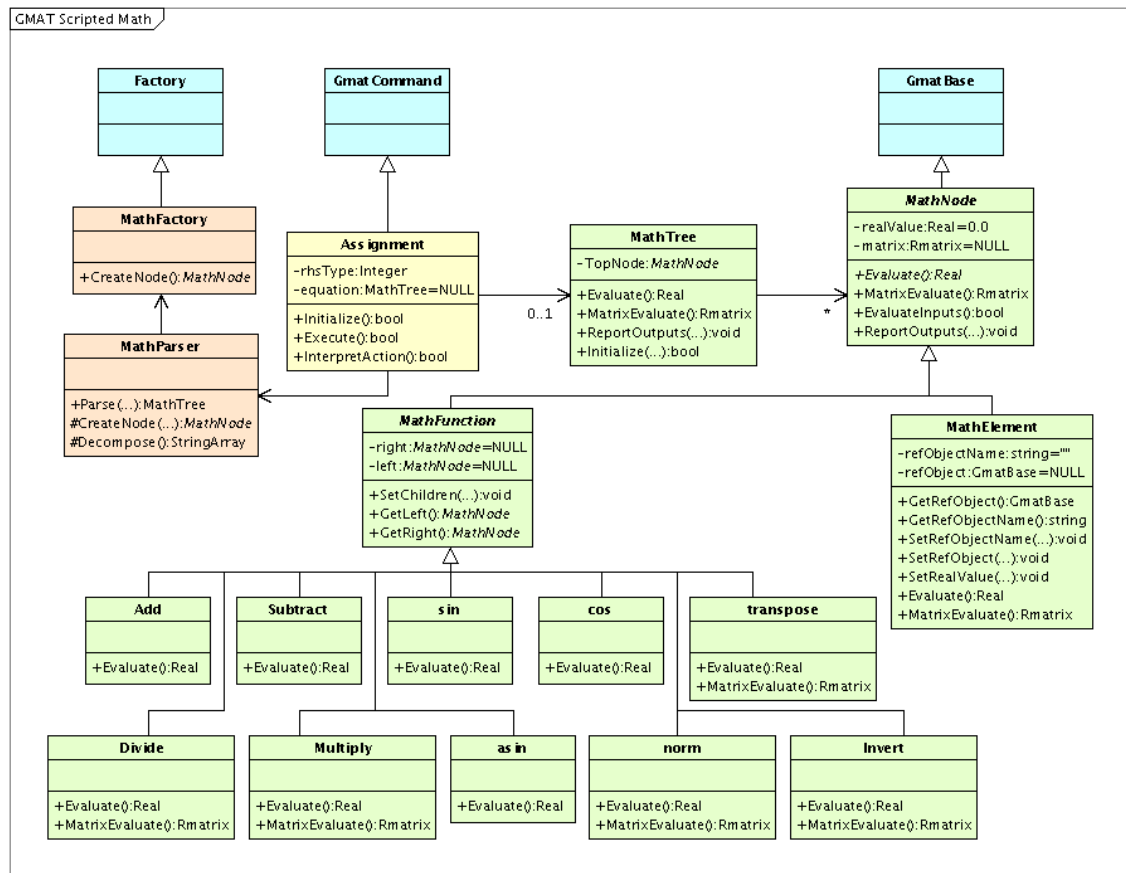 GMAT Scripted Math
Factory
GmatCommand
GmatBase
MathFactory
+CreateNode():MathNode
Assignment
-rhsType:Integer
-equation:MathTree=NULL
+Initialize():bool
+Execute():bool
+InterpretAction():bool
MathTree
-TopNode:MathNode
+Evaluate():Real
+MatrixEvaluate():Rmatrix
+ReportOutputs(...):void
+Initialize(...):bool
MathNode
-realValue:Real=0.0
-matrix:Rmatrix=NULL
+Evaluate():Real
+MatrixEvaluate():Rmatrix
+EvaluateInputs():bool
+ReportOutputs(...):void
0..1
*
MathParser
+Parse(...):MathTree
#CreateNode(...):MathNode
#Decompose():StringArray
MathFunction
-right:MathNode=NULL
-left:MathNode=NULL
+SetChildren(...):void
+GetLeft():MathNode
+GetRight():MathNode
MathElement
-refObjectName:string=""
-refObject:GmatBase=NULL
+GetRefObject():GmatBase
+GetRefObjectName():string
+SetRefObjectName(...):void
+SetRefObject(...):void
+SetRealValue(...):void
+Evaluate():Real
+MatrixEvaluate():Rmatrix
Add
+Evaluate():Real
Subtract
+Evaluate():Real
sin
+Evaluate():Real
cos
+Evaluate():Real
transpose
+Evaluate():Real
+MatrixEvaluate():Rmatrix
Divide
+Evaluate():Real
+MatrixEvaluate():Rmatrix
Multiply
+Evaluate():Real
+MatrixEvaluate():Rmatrix
asin
+Evaluate():Real
norm
+Evaluate():Real
+MatrixEvaluate():Rmatrix
Invert
+Evaluate():Real
+MatrixEvaluate():Rmatrix